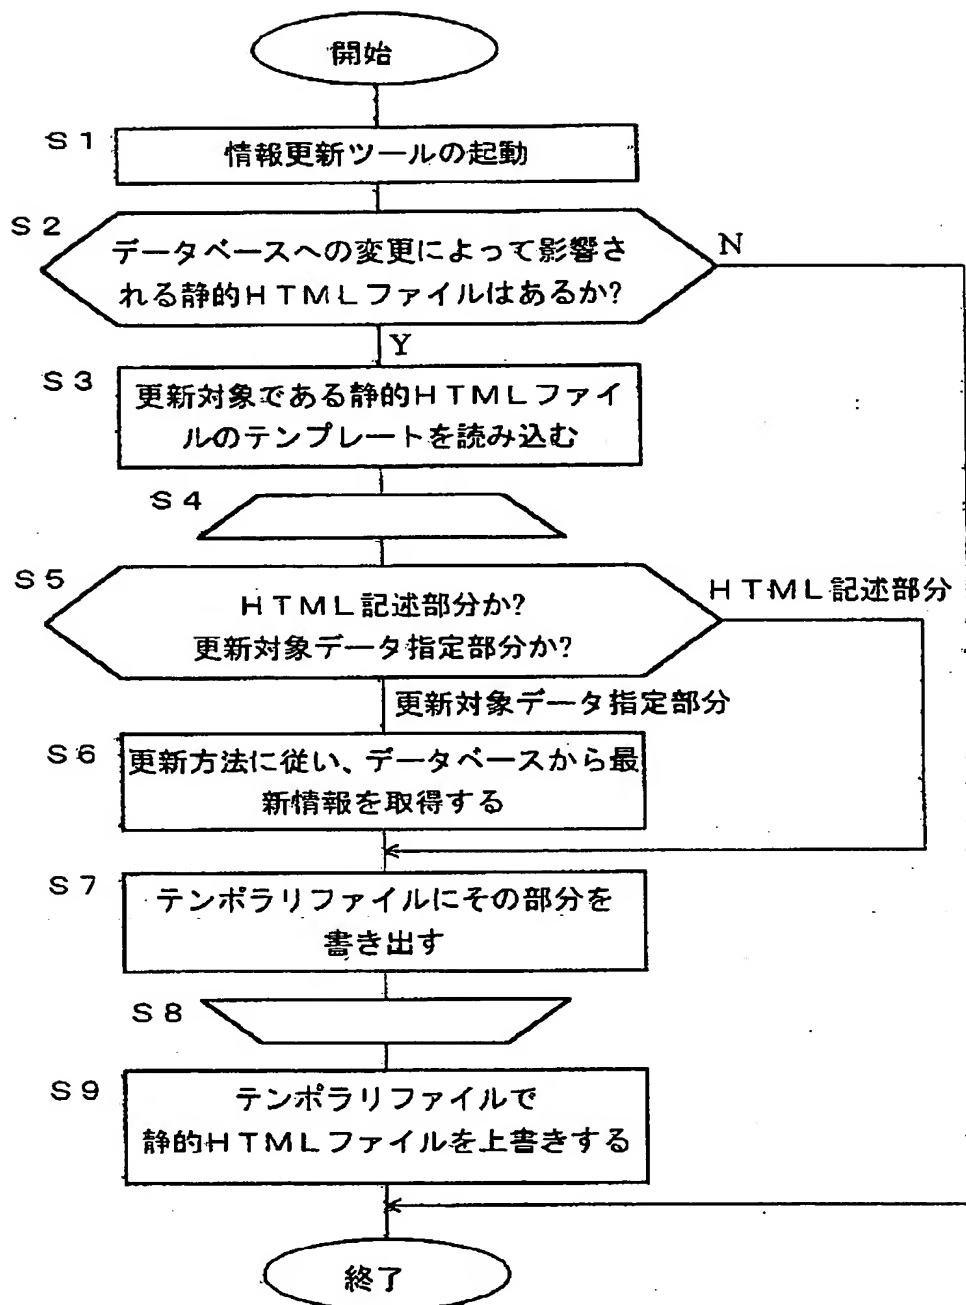 開始
S1
情報更新ツールの起動
S2
データベースへの変更によって影響さ
れる静的HTMLファイルはあるか?
N
Y
S3
更新対象である静的HTMLファイ
ルのテンプレートを読み込む
S4
S5
HTML記述部分か?
更新対象データ指定部分か?
HTML記述部分
更新対象データ指定部分
S6
更新方法に従い、データベースから最
新情報を取得する
S7
テンポラリファイルにその部分を
書き出す
S8
S9
テンポラリファイルで
静的HTMLファイルを上書きする
終了